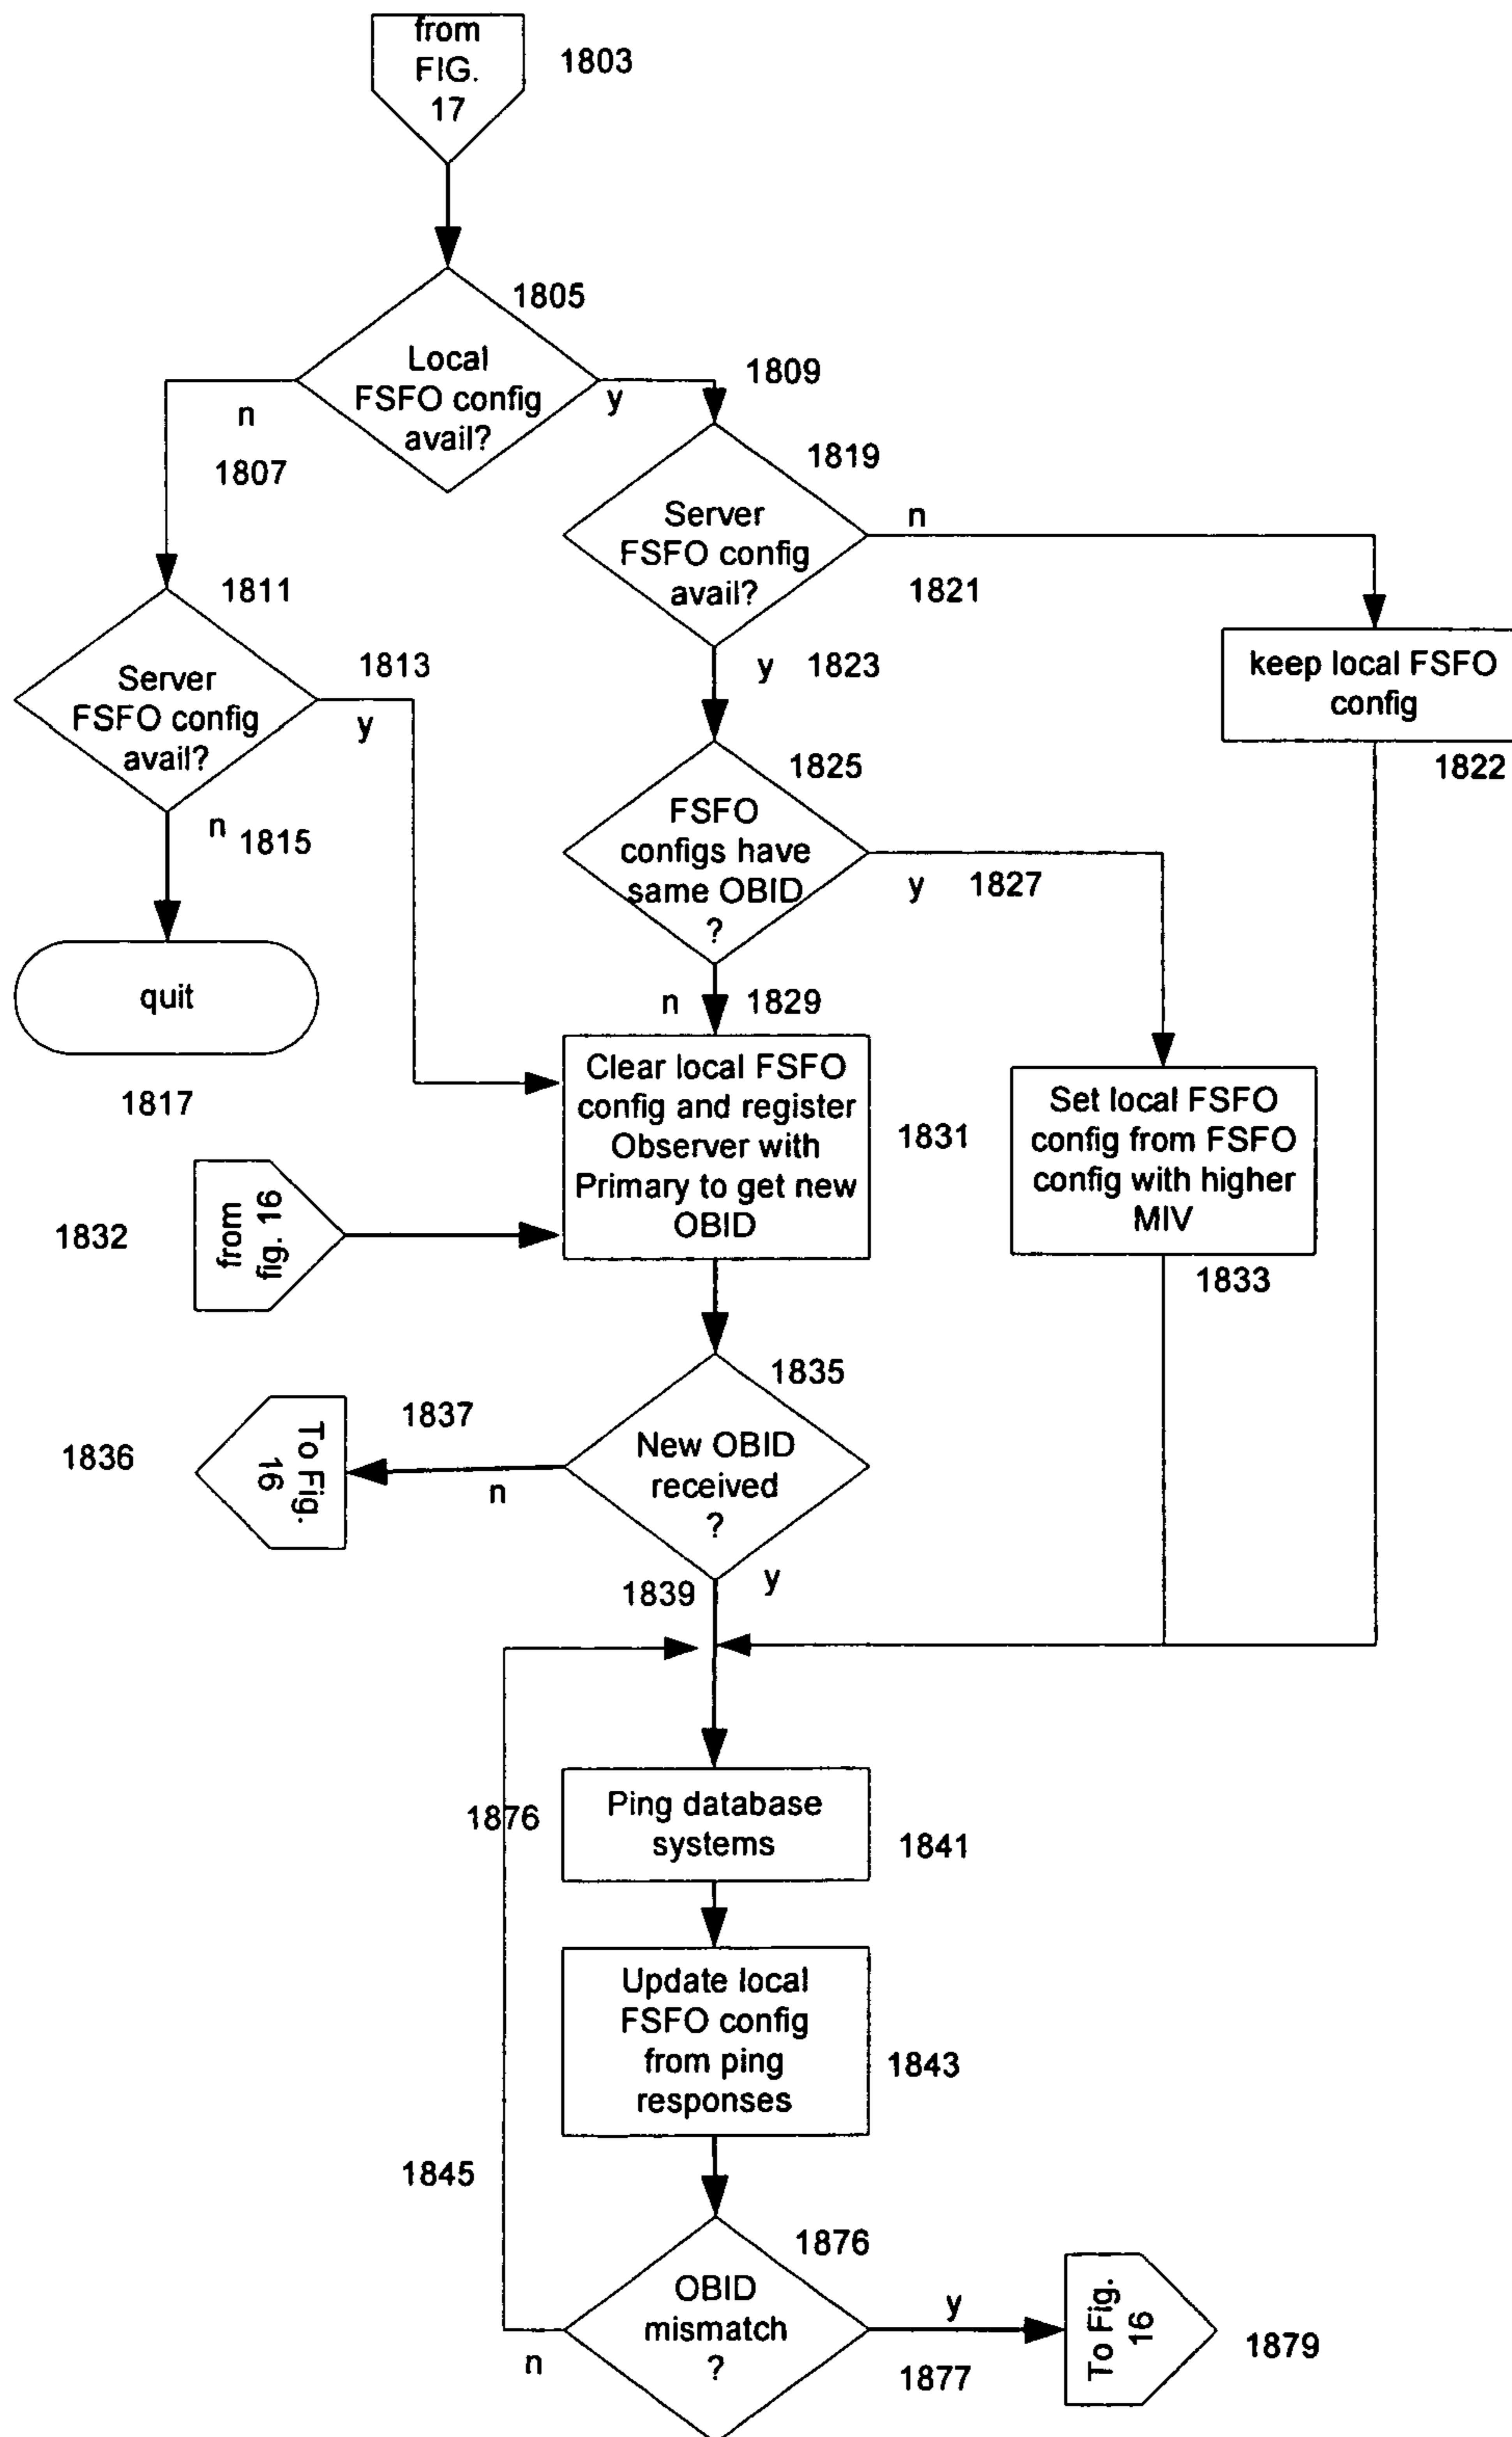 from
FIG.
17
1803
1805
Local
FSFO config
avail?
n
y
1809
1807
1819
Server
FSFO config
avail?
n
1821
1811
Server
FSFO config
avail?
1813
y
y 1823
keep local FSFO
config
1822
n 1815
1825
FSFO
configs have
same OBID
?
y 1827
quit
1817
n 1829
Clear local FSFO
config and register
Observer with
Primary to get new
OBID
1831
Set local FSFO
config from FSFO
config with higher
MIV
1833
1832
from
fig. 16
1835
New OBID
received
?
1837
n
1836
To Fig.
16
1839
y
1876
Ping database
systems
1841
Update local
FSFO config
from ping
responses
1843
1845
1876
OBID
mismatch
?
n
y
1877
To Fig.
16
1879